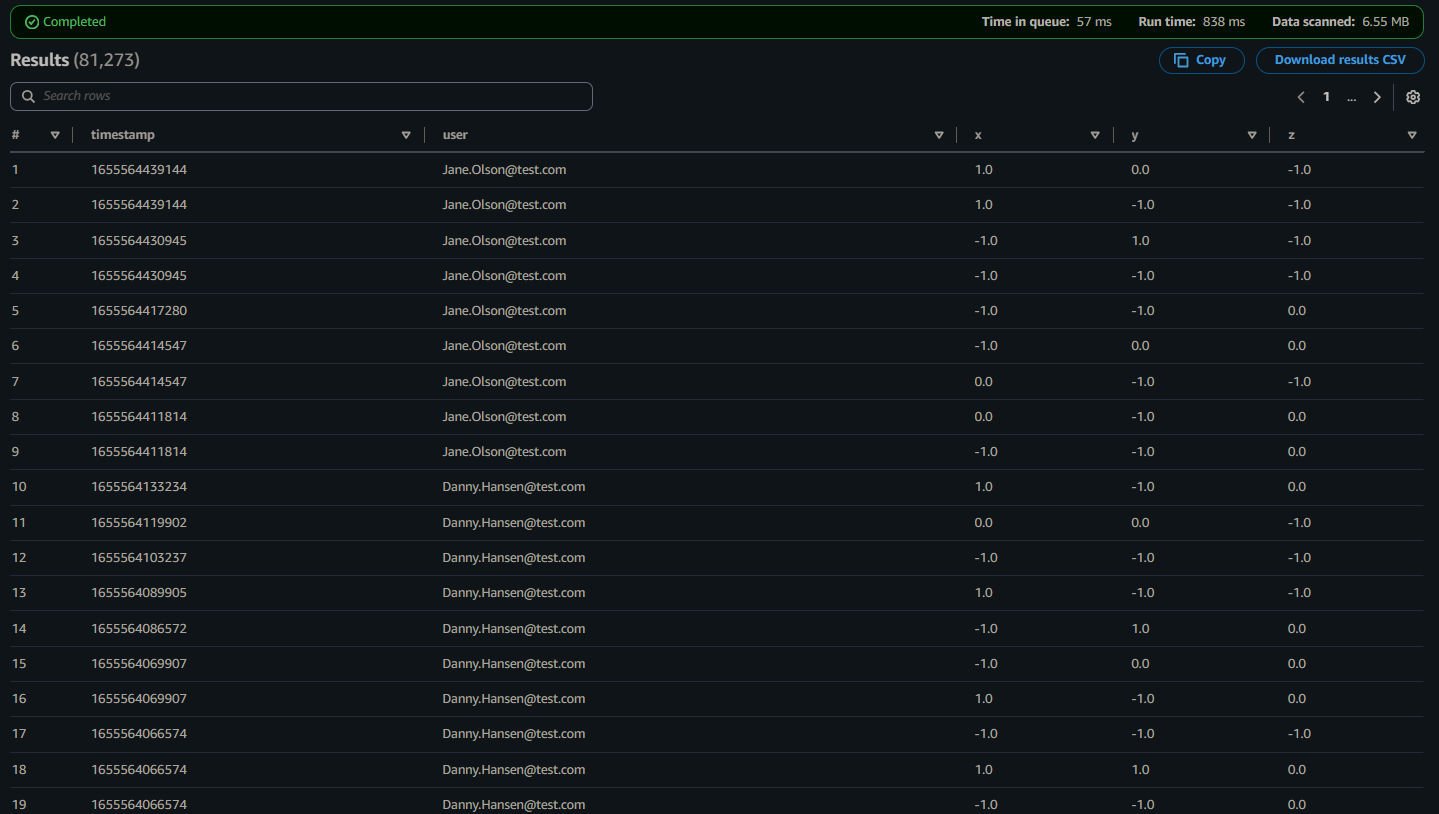 Completed Time in queue: 57 ms Run time: 838 ms Data scanned: 6.55 MB
Results (81,273) Copy Download results CSV
Search rows 1 ...
# timestamp user x y z
1 1655564439144 Jane.Olson@test.com 1.0 0.0 -1.0
2 1655564439144 Jane.Olson@test.com 1.0 -1.0 -1.0
3 1655564430945 Jane.Olson@test.com -1.0 1.0 -1.0
4 1655564430945 Jane.Olson@test.com -1.0 -1.0 -1.0
5 1655564417280 Jane.Olson@test.com -1.0 -1.0 0.0
6 1655564414547 Jane.Olson@test.com -1.0 0.0 0.0
7 1655564414547 Jane.Olson@test.com 0.0 -1.0 -1.0
8 1655564411814 Jane.Olson@test.com 0.0 -1.0 0.0
9 1655564411814 Jane.Olson@test.com -1.0 -1.0 0.0
10 1655564133234 Danny.Hansen@test.com 1.0 -1.0 0.0
11 1655564119902 Danny.Hansen@test.com 0.0 0.0 -1.0
12 1655564103237 Danny.Hansen@test.com -1.0 -1.0 -1.0
13 1655564089905 Danny.Hansen@test.com 1.0 -1.0 -1.0
14 1655564086572 Danny.Hansen@test.com -1.0 1.0 0.0
15 1655564069907 Danny.Hansen@test.com -1.0 0.0 0.0
16 1655564069907 Danny.Hansen@test.com 1.0 -1.0 0.0
17 1655564066574 Danny.Hansen@test.com -1.0 -1.0 -1.0
18 1655564066574 Danny.Hansen@test.com 1.0 1.0 0.0
19 1655564066574 Danny.Hansen@test.com -1.0 -1.0 0.0